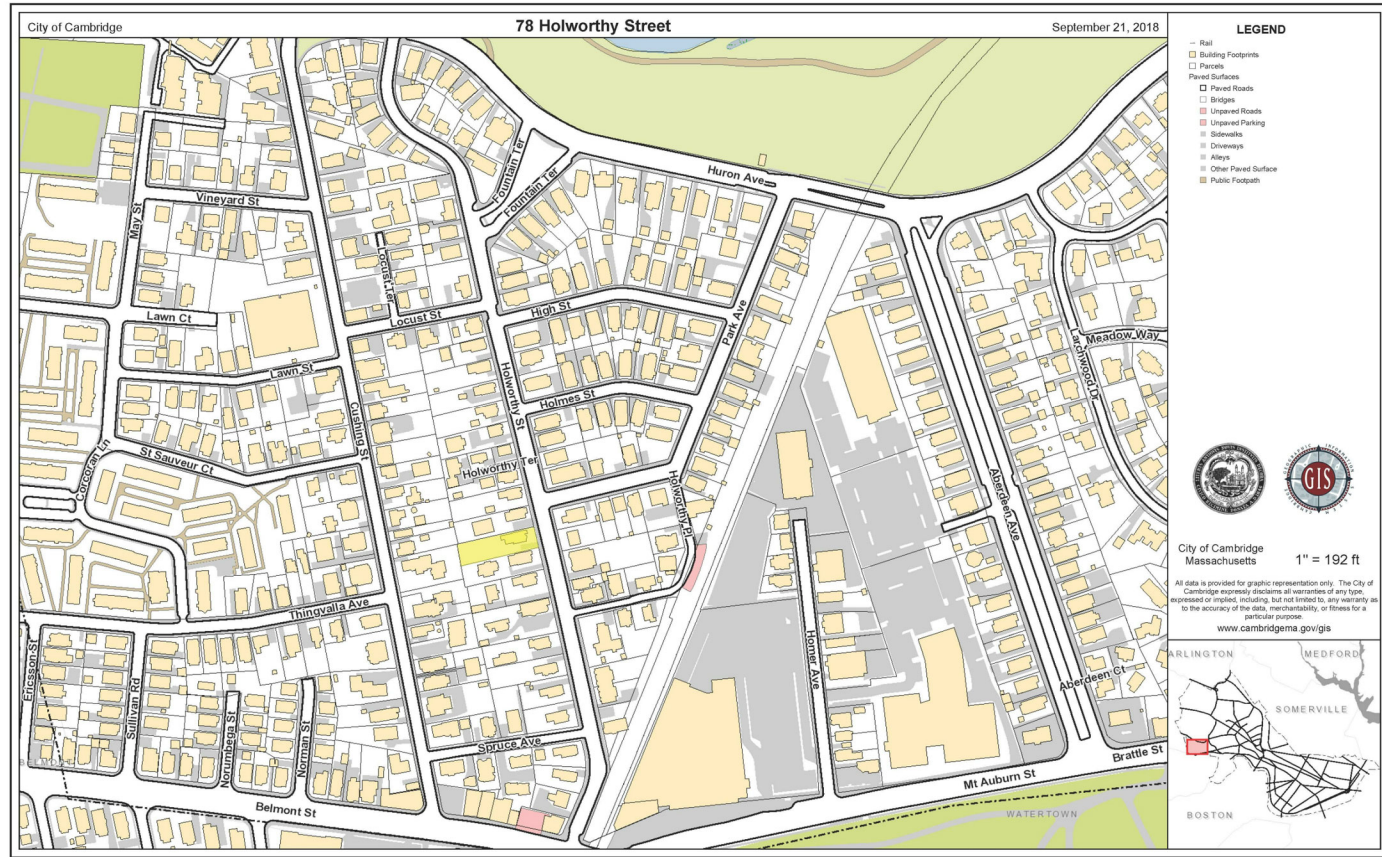 City of Cambridge
78 Holworthy Street
September 21, 2018
LEGEND
Rail
Building Footprints
Parcels
Paved Surfaces
Paved Roads
Bridges
Unpaved Roads
Unpaved Parking
Sidewalks
Driveways
Alleys
Other Paved Surface
Public Footpath
Fountain Ter
Fountain Ter
Huron Ave
Vineyard St
May St
Locust Ter
Lawn Ct
Locust St
High St
Park Ave
Meadow Way
Larchwood Dr
Lawn St
Holworthy St
Holmes St
Cushing St
Corcoran Ln
St Sauveur Ct
Holworthy Ter
Holworthy Pl
Aberdeen Ave
Thingvalla Ave
Ericsson St
Sullivan Rd
Norumbega St
Norman St
Homer Ave
Aberdeen Ct
Spruce Ave
Brattle St
Mt Auburn St
Belmont St
WATERTOWN
GIS
City of Cambridge
Massachusetts
1" = 192 ft
All data is provided for graphic representation only. The City of
Cambridge expressly disclaims all warranties of any type,
expressed or implied, including, but not limited to, any warranty as
to the accuracy of the data, merchantability, or fitness for a
particular purpose.
www.cambridgema.gov/gis
ARLINGTON
MEDFORD
SOMERVILLE
BOSTON